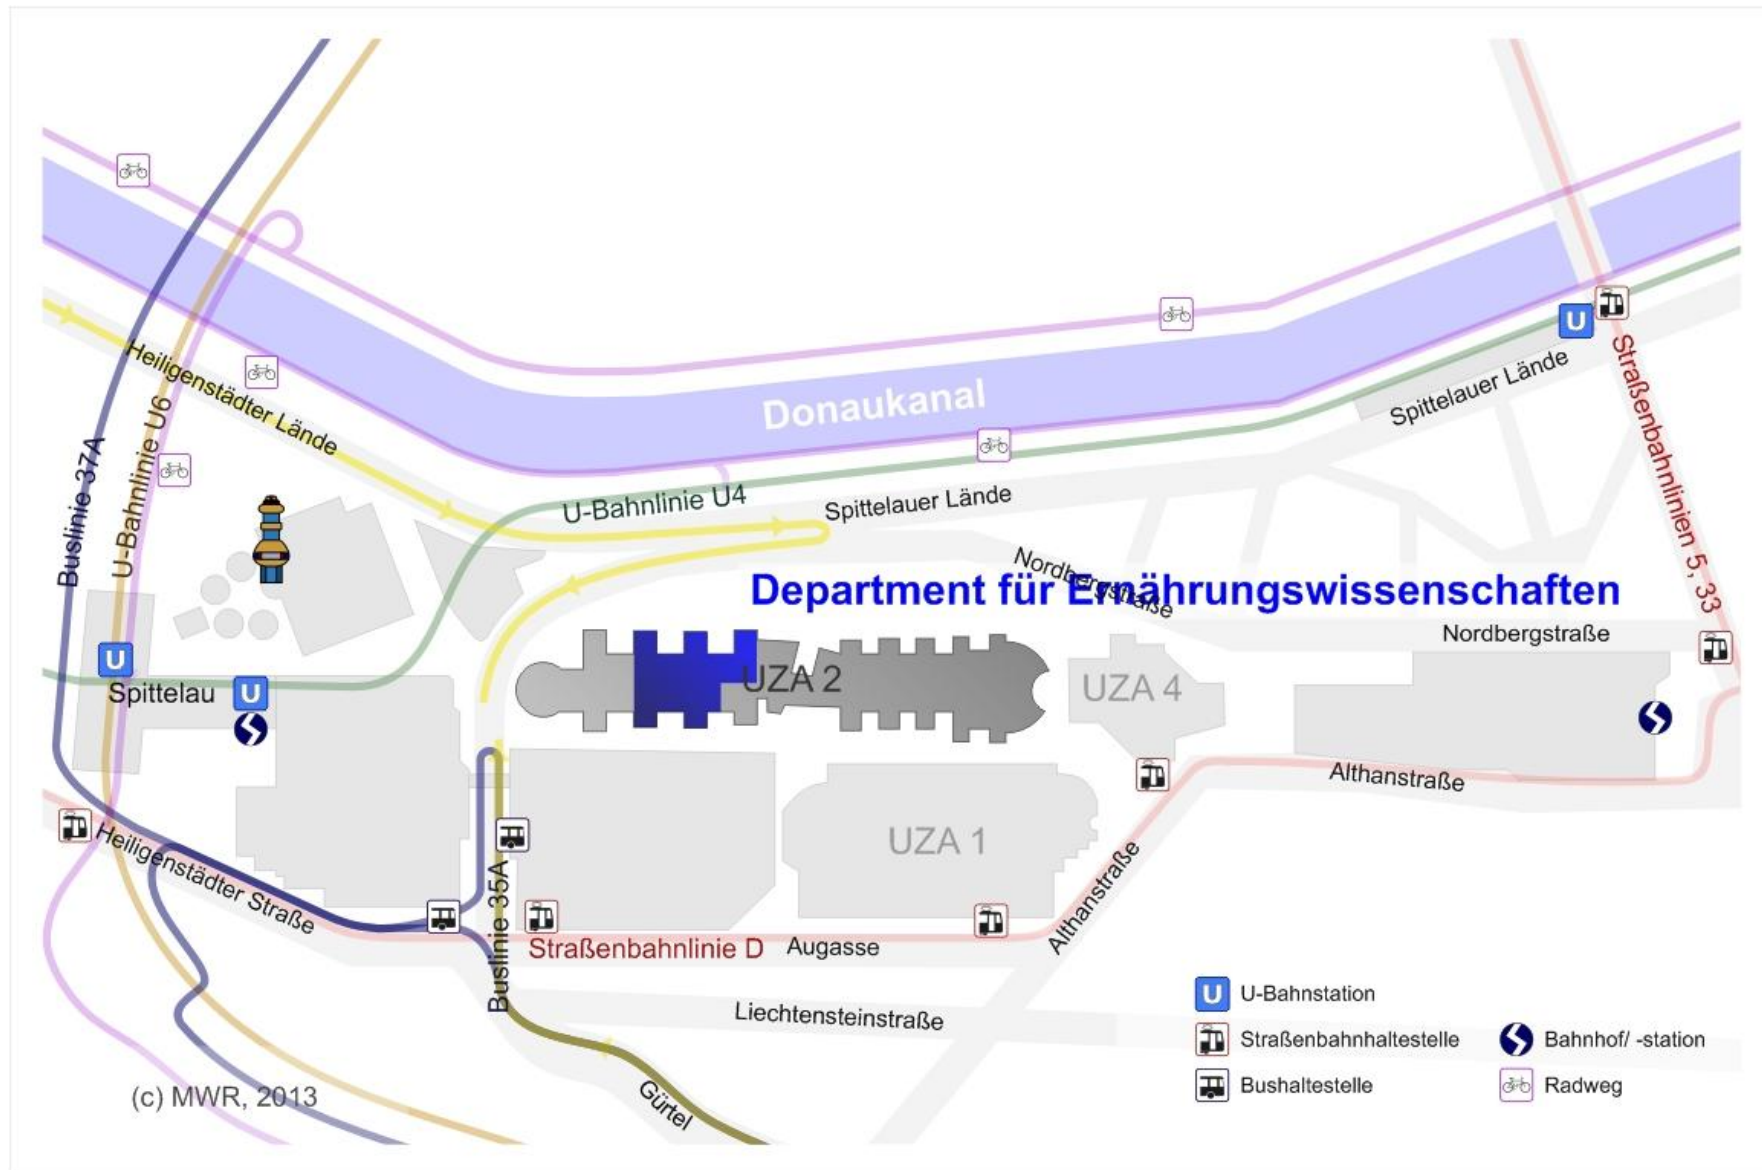 Donaukanal
Heiligenstädter Lände
Spittelauer Lände
Straßenbahnlinien 5, 33
Buslinie 37A
U-Bahnlinie U6
U-Bahnlinie U4
Spittelauer Lände
Nordbergstraße
Department für Ernährungswissenschaften
Nordbergstraße
U
U
U
Spittelau
UZA 2
UZA 4
Althanstraße
UZA 1
Heiligenstädter Straße
Buslinie 35A
Straßenbahnlinie D
Augasse
Althanstraße
Liechtensteinstraße
Gürtel
(c) MWR, 2013
U
U-Bahnstation
Straßenbahnhaltestelle
Bahnhof/ -station
Bushaltestelle
Radweg